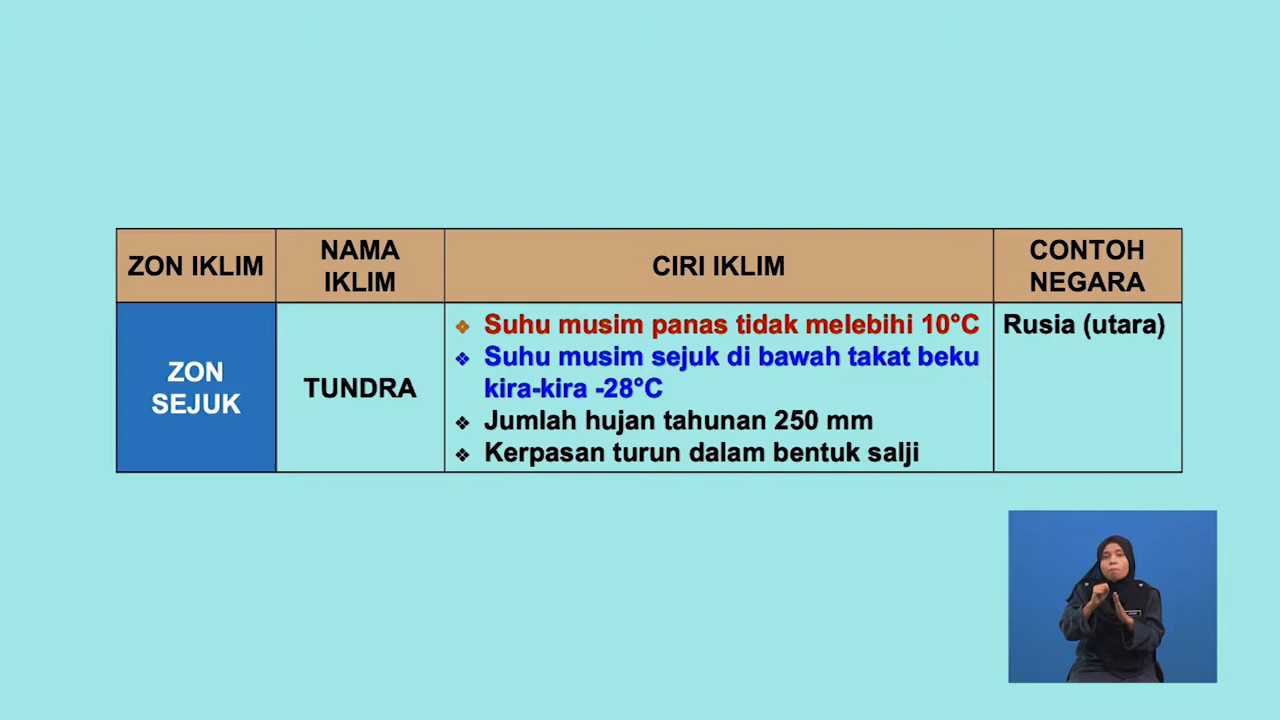 ZON IKLIM
NAMA
IKLIM
CIRI IKLIM
CONTOH
NEGARA
ZON
SEJUK
TUNDRA
❖ Suhu musim panas tidak melebihi 10°C
❖ Suhu musim sejuk di bawah takat beku
kira-kira -28°C
❖ Jumlah hujan tahunan 250 mm
❖ Kerpasan turun dalam bentuk salji
Rusia (utara)